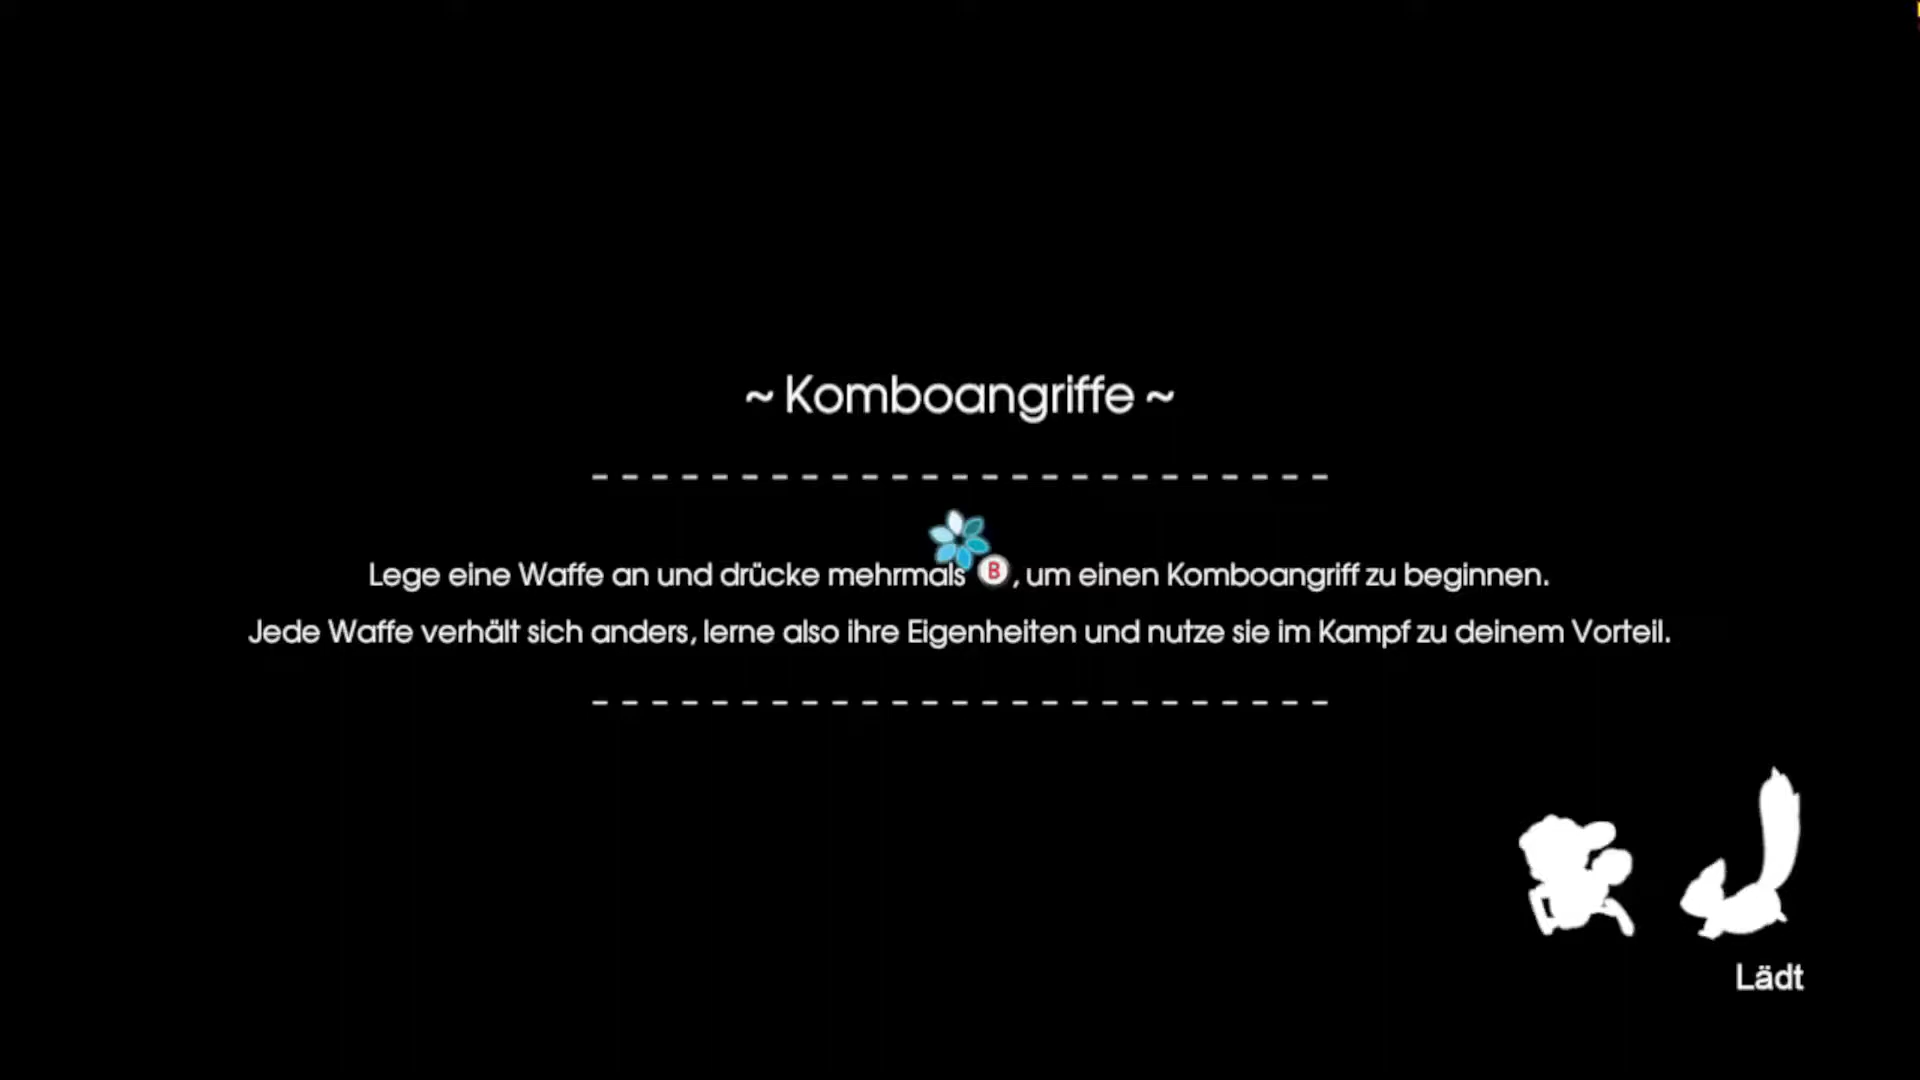 ~ Komboangriffe ~
- - - - - - - - - - - - - - - - - - - - - - - - -
Lege eine Waffe an und drücke mehrmals B, um einen Komboangriff zu beginnen.
Jede Waffe verhält sich anders, lerne also ihre Eigenheiten und nutze sie im Kampf zu deinem Vorteil.
- - - - - - - - - - - - - - - - - - - - - - - - -
Lädt